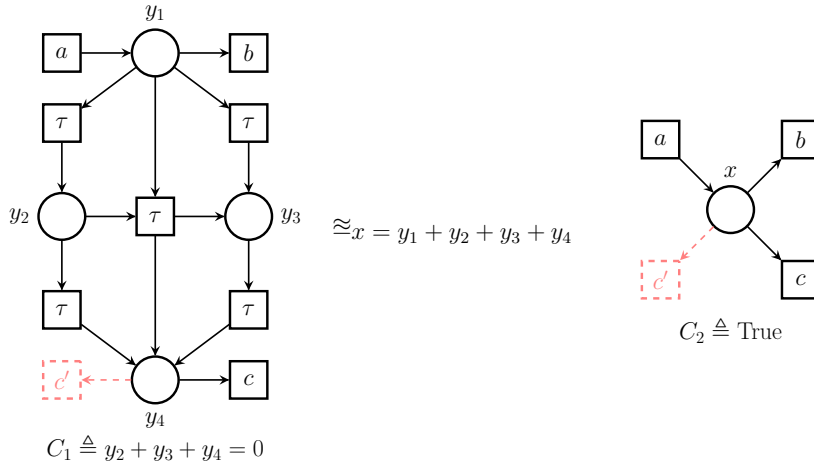 y₁
a
b
τ
τ
y₂
τ
y₃
τ
τ
c′
c
y₄
C₁ ≜ y₂ + y₃ + y₄ = 0
≊ₓ = y₁ + y₂ + y₃ + y₄
a
b
x
c′
c
C₂ ≜ True